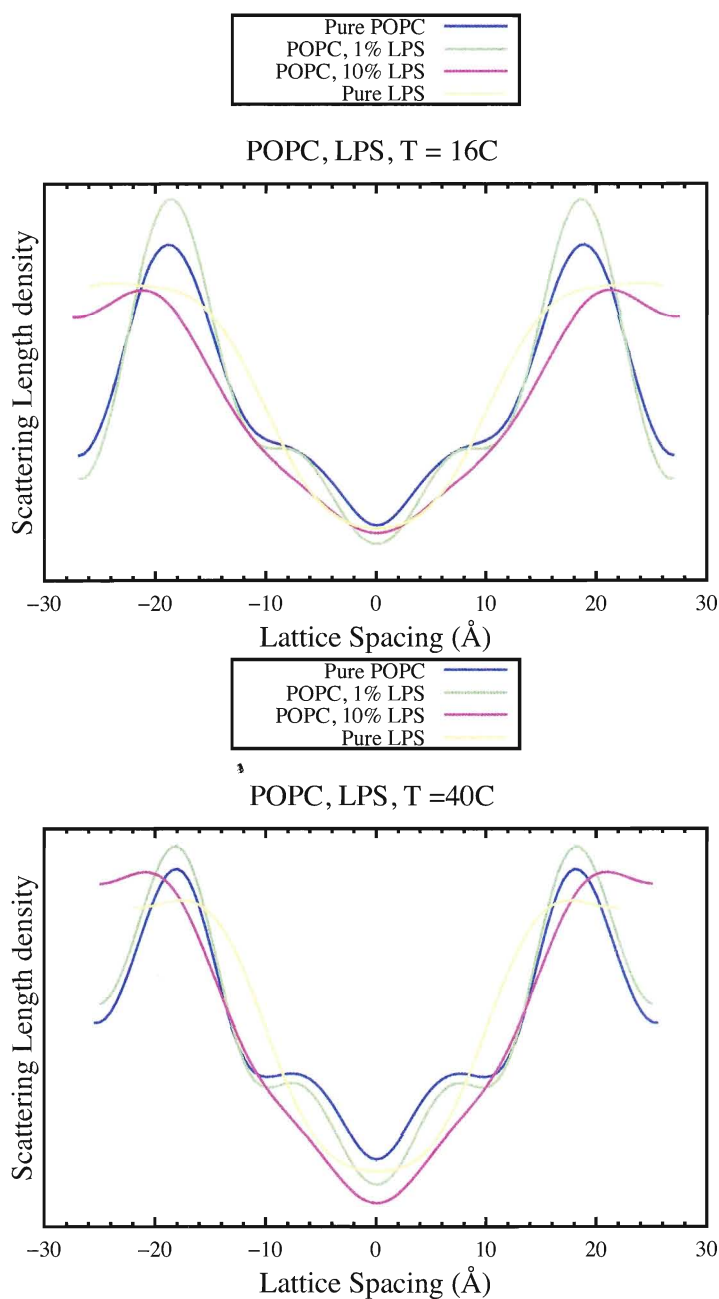 Pure POPC
POPC, 1% LPS
POPC, 10% LPS
Pure LPS
POPC, LPS, T = 16C
Scattering Length density
−30 −20 −10 0 10 20 30
Lattice Spacing (Å)
Pure POPC
POPC, 1% LPS
POPC, 10% LPS
Pure LPS
POPC, LPS, T =40C
Scattering Length density
−30 −20 −10 0 10 20 30
Lattice Spacing (Å)